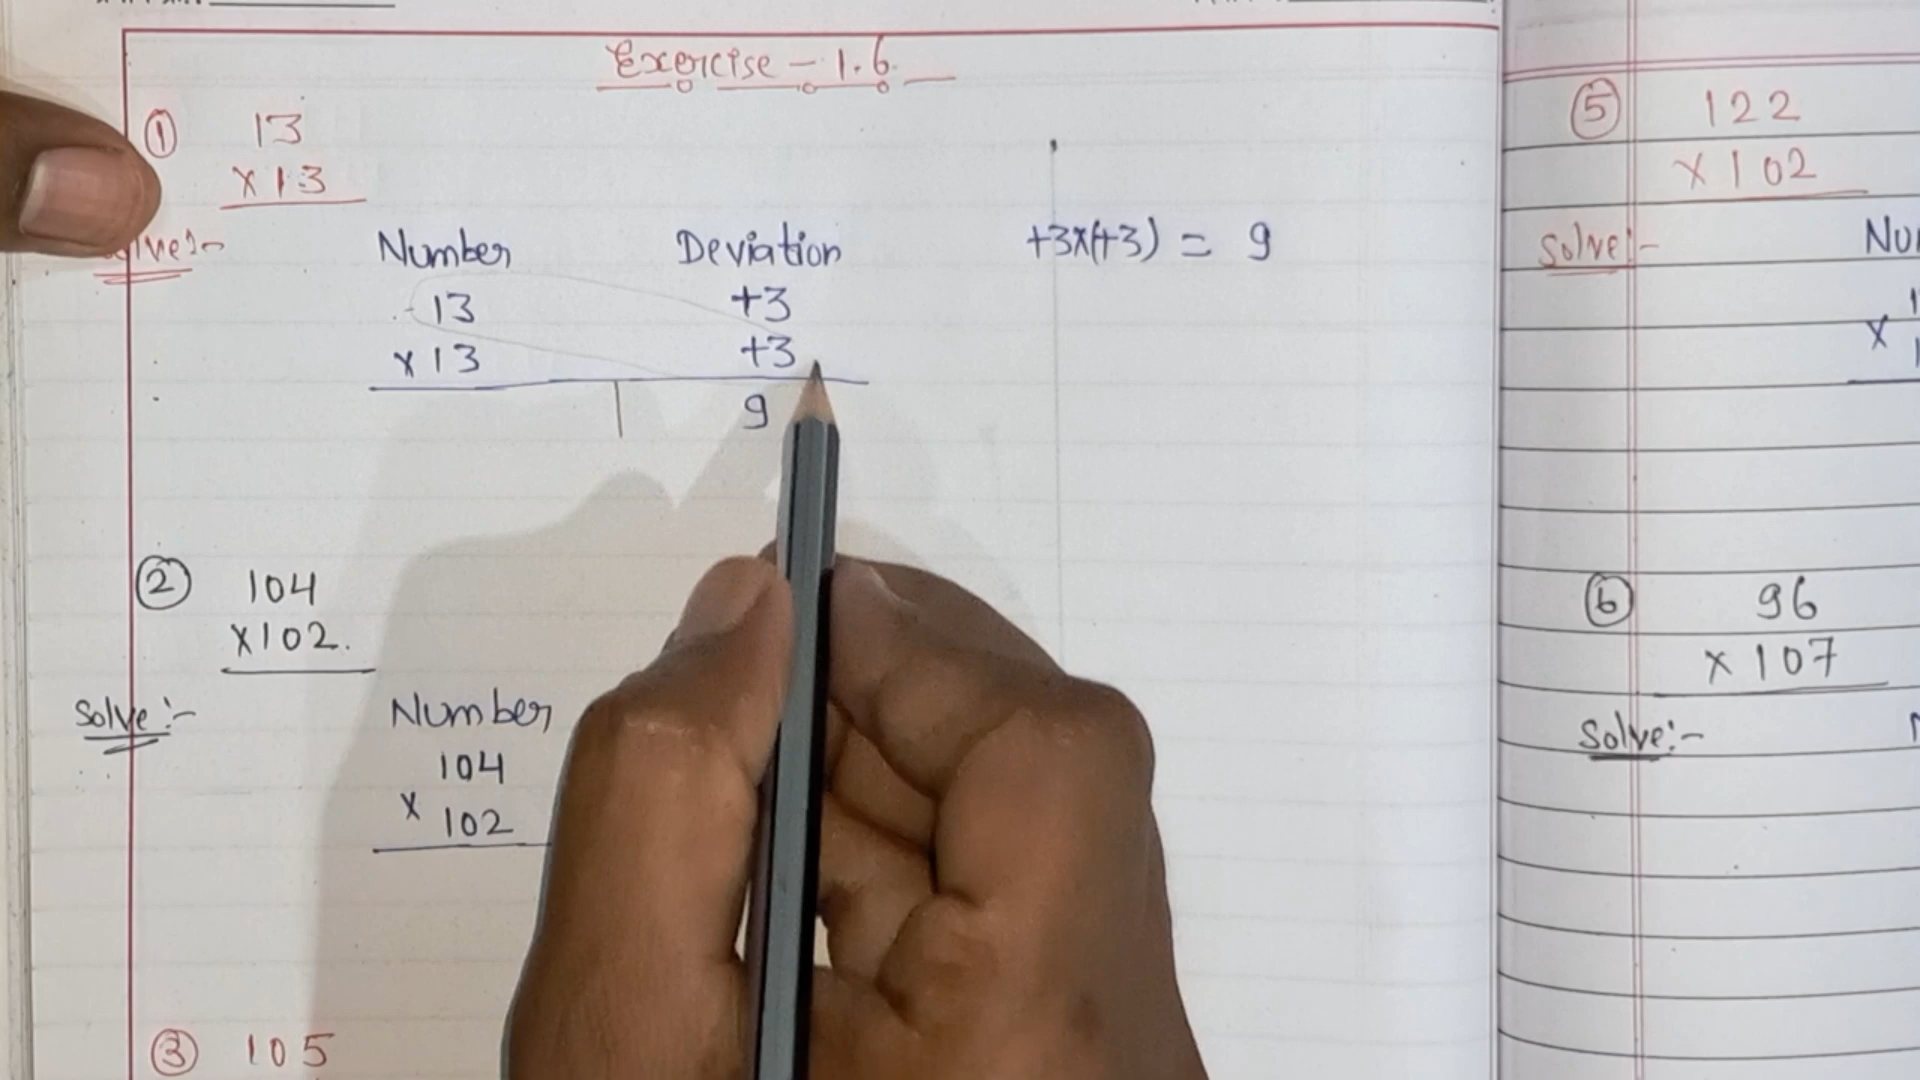 Exercise - 1.6
① 13
× 13
Solve:-
Number Deviation +3×(+3) = 9
13 +3
× 13 +3
9
② 104
×102.
Solve:-
Number
104
× 102
③ 105
⑤ 122
× 102
Solve:-
⑥ 96
× 107
Solve:-